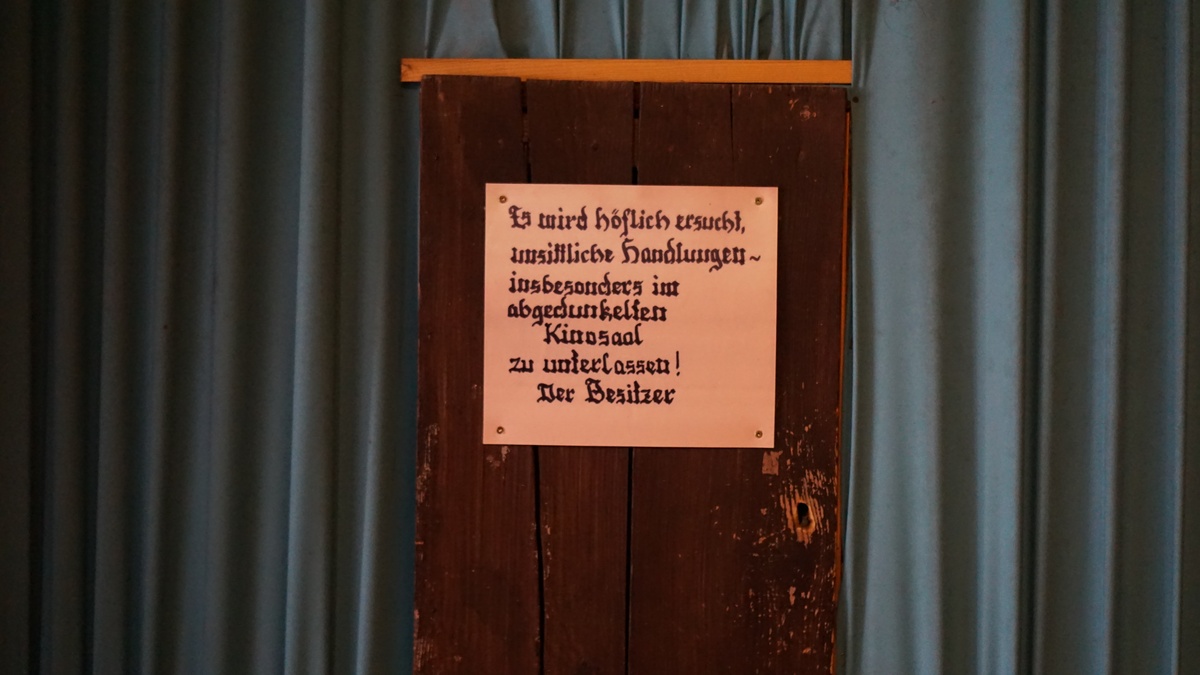 Es wird höflich ersucht,
unsittliche Handlungen~
insbesonders im
abgedunkelten
Kinosaal
zu unterlassen!
Der Besitzer